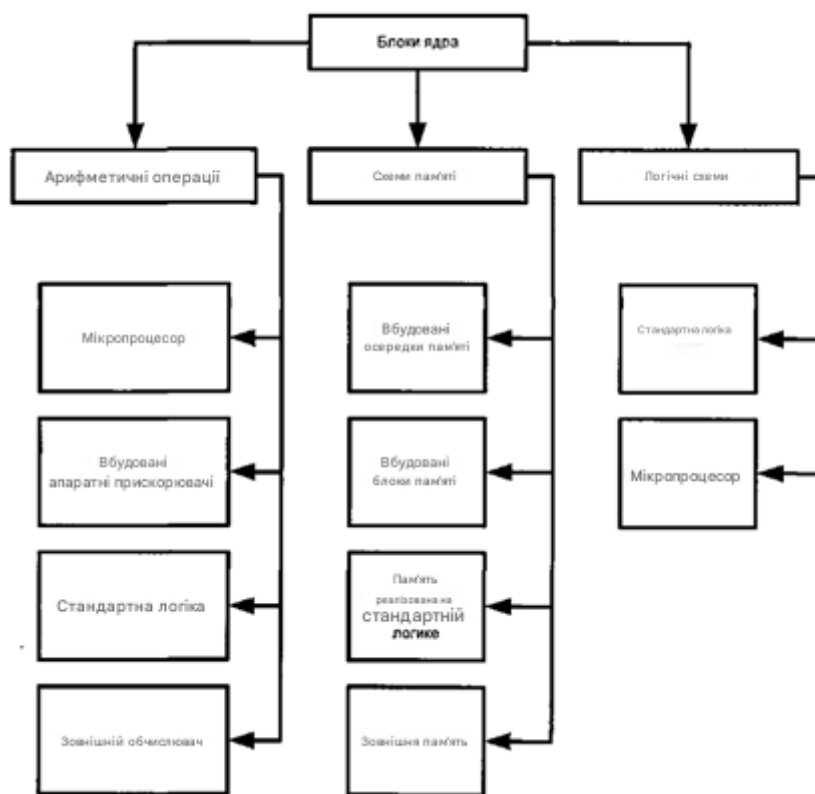 Блоки ядра
Арифметичні операції
Схеми пам'яті
Логічні схеми
Мікропроцесор
Вбудовані
апаратні прискорювачі
Стандартна логіка
Зовнішній обчислювач
Вбудовані
осередки пам'яті
Вбудовані
блоки пам'яті
Пам'ять
реалізована на
стандартній
логике
Зовнішня пам'ять
Стандартна логіка
Мікропроцесор